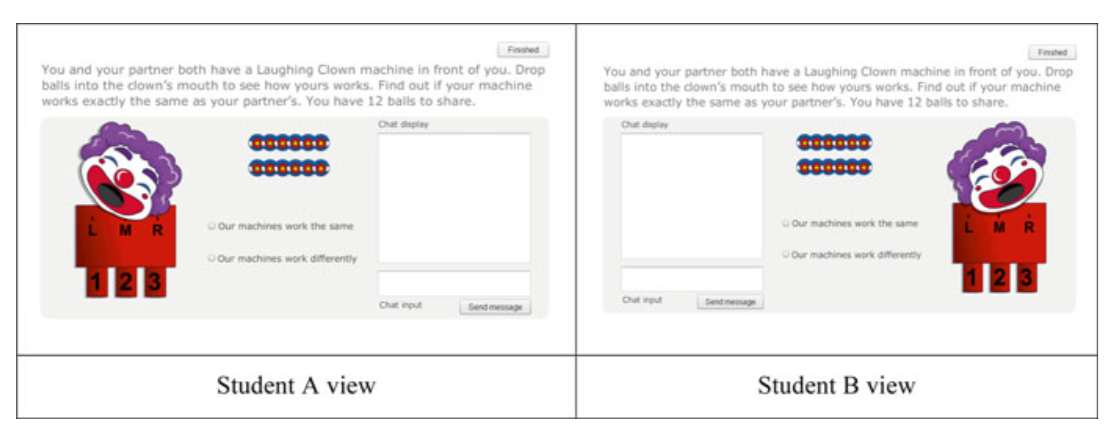 Finished
You and your partner both have a Laughing Clown machine in front of you. Drop
balls into the clown's mouth to see how yours works. Find out if your machine
works exactly the same as your partner's. You have 12 balls to share.
Chat display
L M R
Our machines work the same
Our machines work differently
1 2 3
Chat input
Send message
Student A view
Finished
You and your partner both have a Laughing Clown machine in front of you. Drop
balls into the clown's mouth to see how yours works. Find out if your machine
works exactly the same as your partner's. You have 12 balls to share.
Chat display
Our machines work the same
L M R
Our machines work differently
1 2 3
Chat input
Send message
Student B view